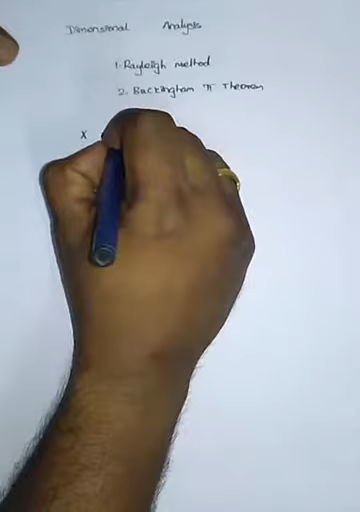 Dimensional Analysis
1. Rayleigh method
2. Buckingham π Theorem
x